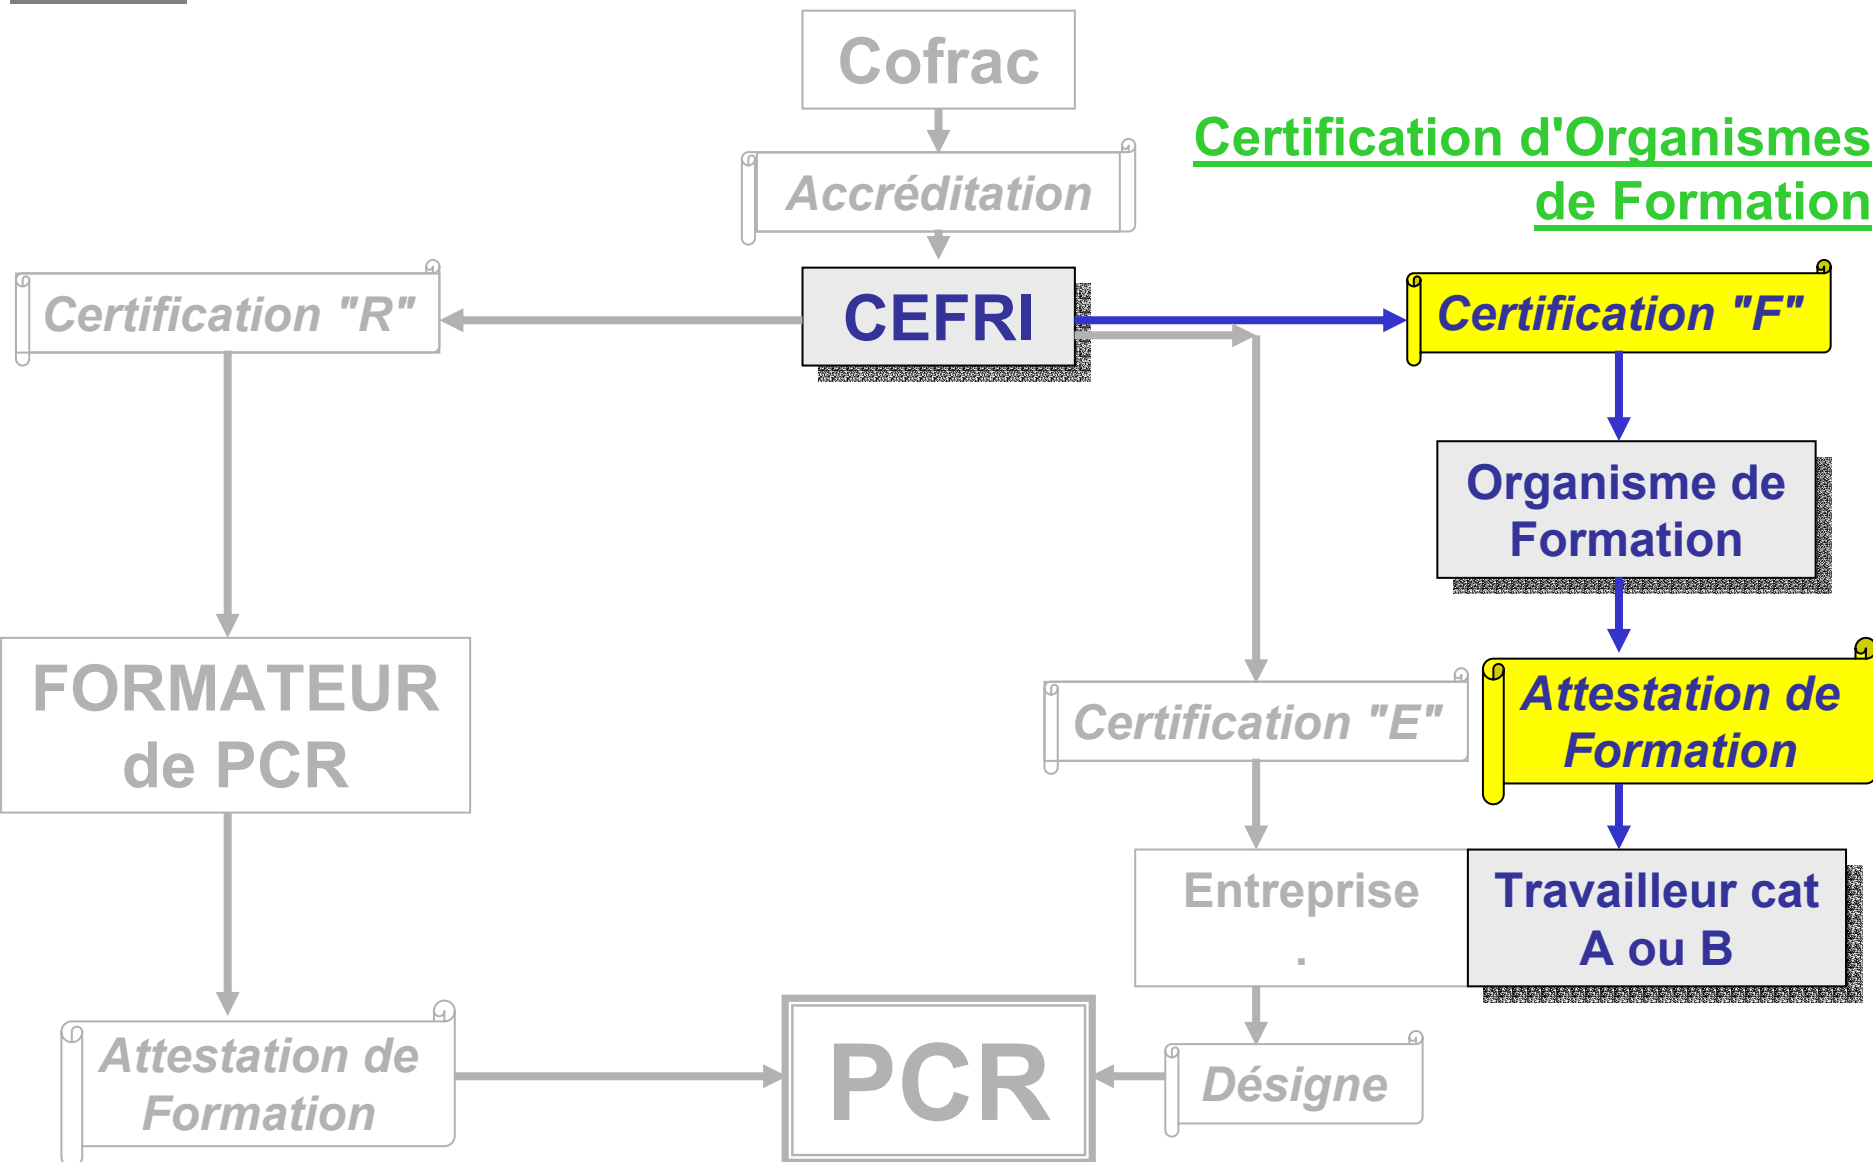 Cofrac
Certification d'Organismes
de Formation
Accréditation
Certification "R"
CEFRI
Certification "F"
Organisme de
Formation
FORMATEUR
de PCR
Certification "E"
Attestation de
Formation
Entreprise
.
Travailleur cat
A ou B
Attestation de
Formation
PCR
Désigne